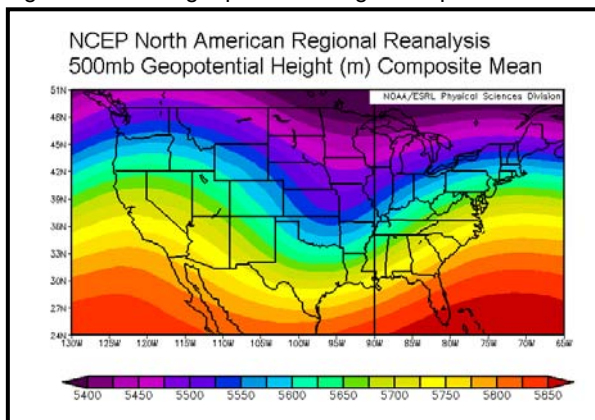 NCEP North American Regional Reanalysis
500mb Geopotential Height (m) Composite Mean
NOAA/ESRL Physical Sciences Division
51N
48N
45N
42N
39N
36N
33N
30N
27N
24N
130W 125W 120W 115W 110W 105W 100W 95W 90W 85W 80W 75W 70W 65W
5400 5450 5500 5550 5600 5650 5700 5750 5800 5850